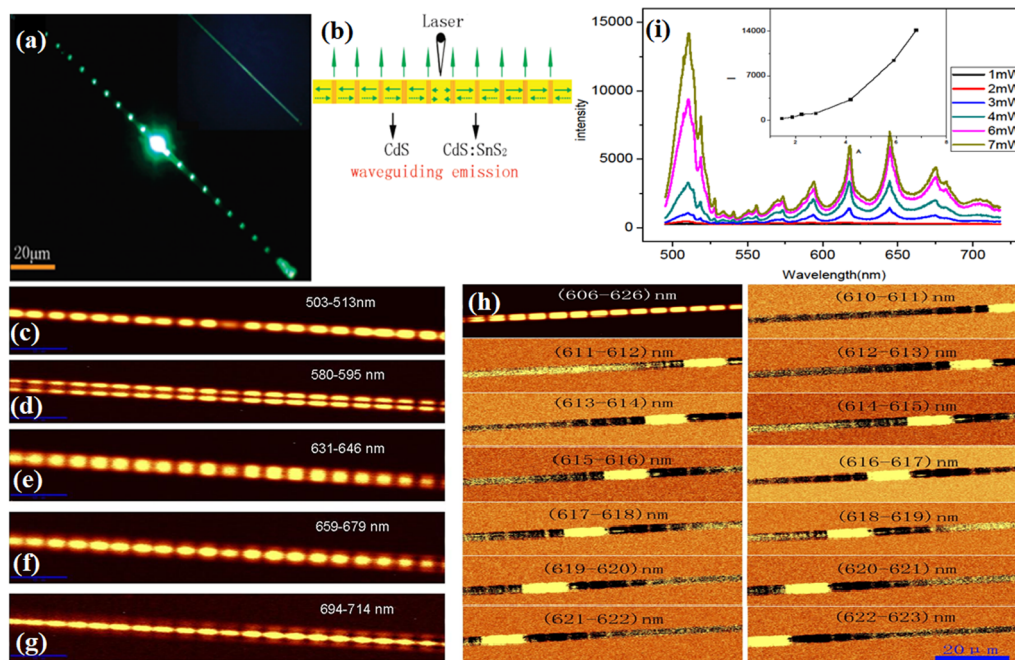 (a)
20μm
(b)
Laser
CdS
CdS:SnS₂
waveguiding emission
(i)
intensity
15000
10000
5000
0
500
550
600
650
700
Wavelength(nm)
I
14000
7000
0
2
4
6
8
A
1mW
2mW
3mW
4mW
6mW
7mW
(c)
503-513nm
(d)
580-595 nm
(e)
631-646 nm
(f)
659-679 nm
(g)
694-714 nm
(h)
(606-626)nm
(610-611)nm
(611-612)nm
(612-613)nm
(613-614)nm
(614-615)nm
(615-616)nm
(616-617)nm
(617-618)nm
(618-619)nm
(619-620)nm
(620-621)nm
(621-622)nm
(622-623)nm
20μm